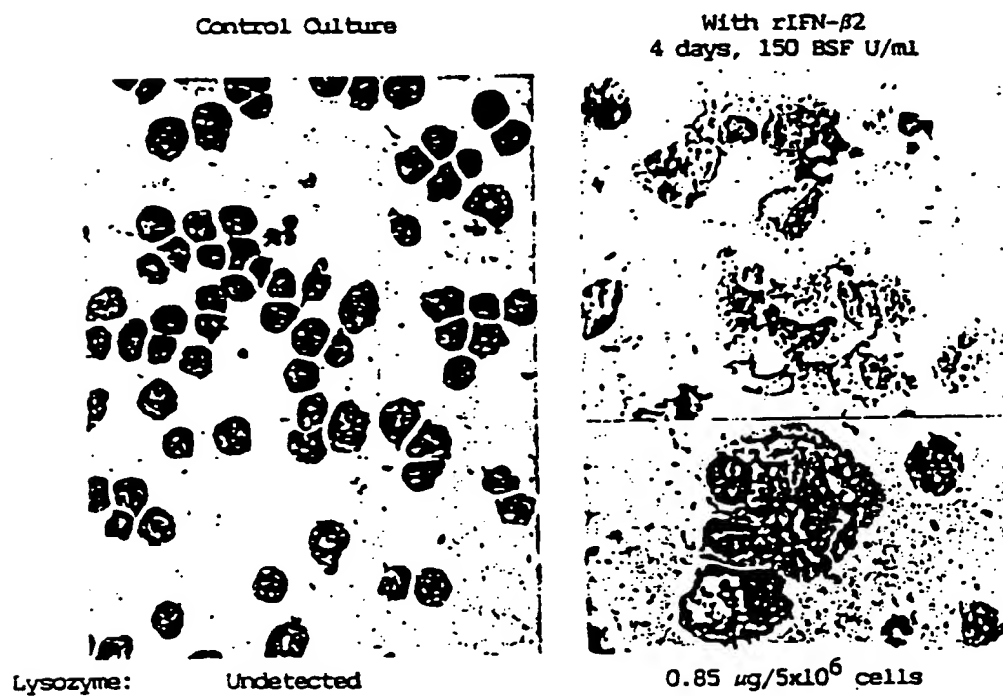 Control Culture
With rIFN-β2
4 days, 150 BSF U/ml
Lysozyme: Undetected
0.85 μg/5x10⁶ cells